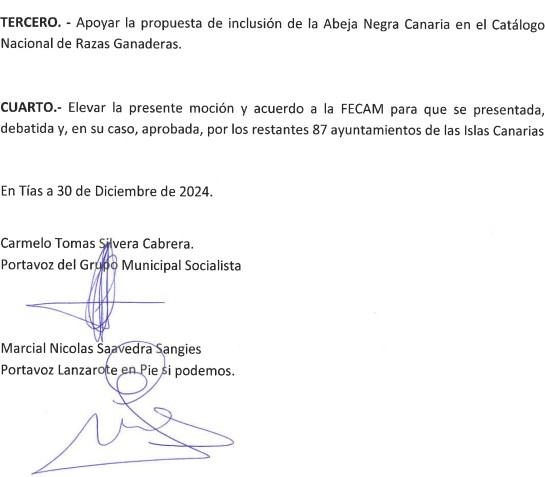 TERCERO. - Apoyar la propuesta de inclusión de la Abeja Negra Canaria en el Catálogo
Nacional de Razas Ganaderas.
CUARTO.- Elevar la presente moción y acuerdo a la FECAM para que se presentada,
debatida y, en su caso, aprobada, por los restantes 87 ayuntamientos de las Islas Canarias
En Tías a 30 de Diciembre de 2024.
Carmelo Tomas Silvera Cabrera.
Portavoz del Grupo Municipal Socialista
Marcial Nicolas Saavedra Sangies
Portavoz Lanzarote en Pie si podemos.